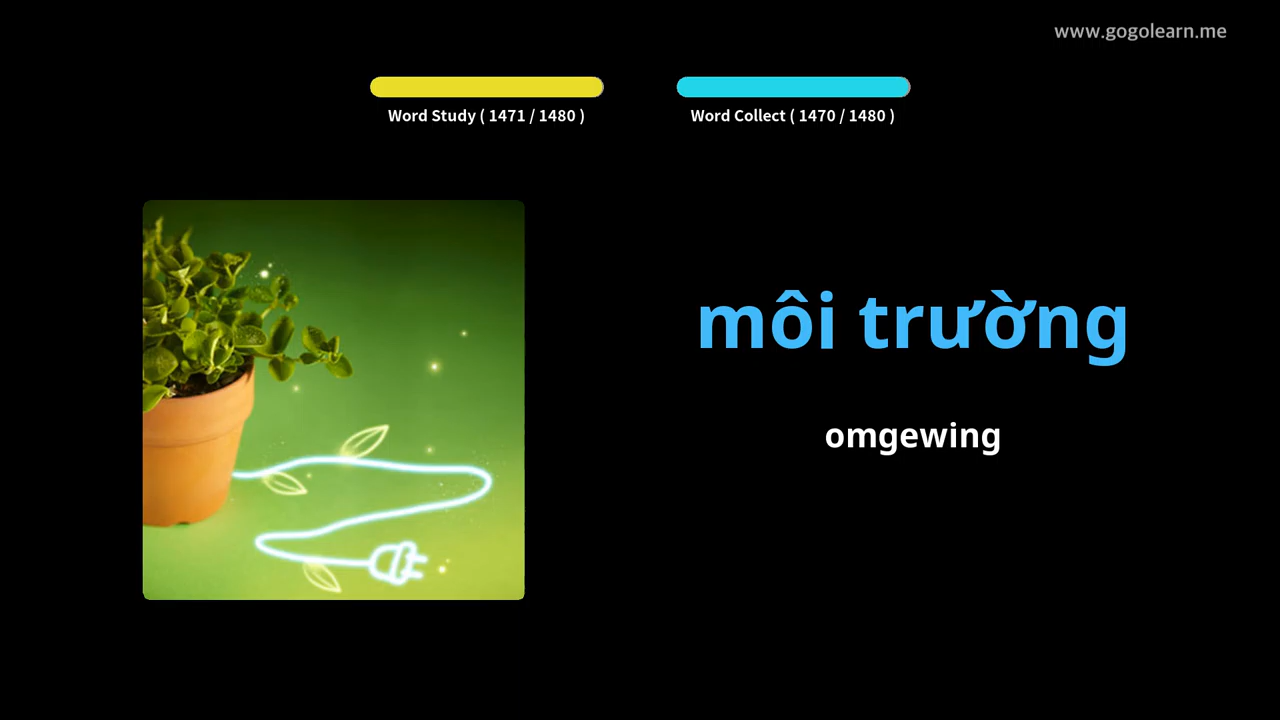 www.gogolearn.me
Word Study ( 1471 / 1480 )
Word Collect ( 1470 / 1480 )
môi trường
omgewing